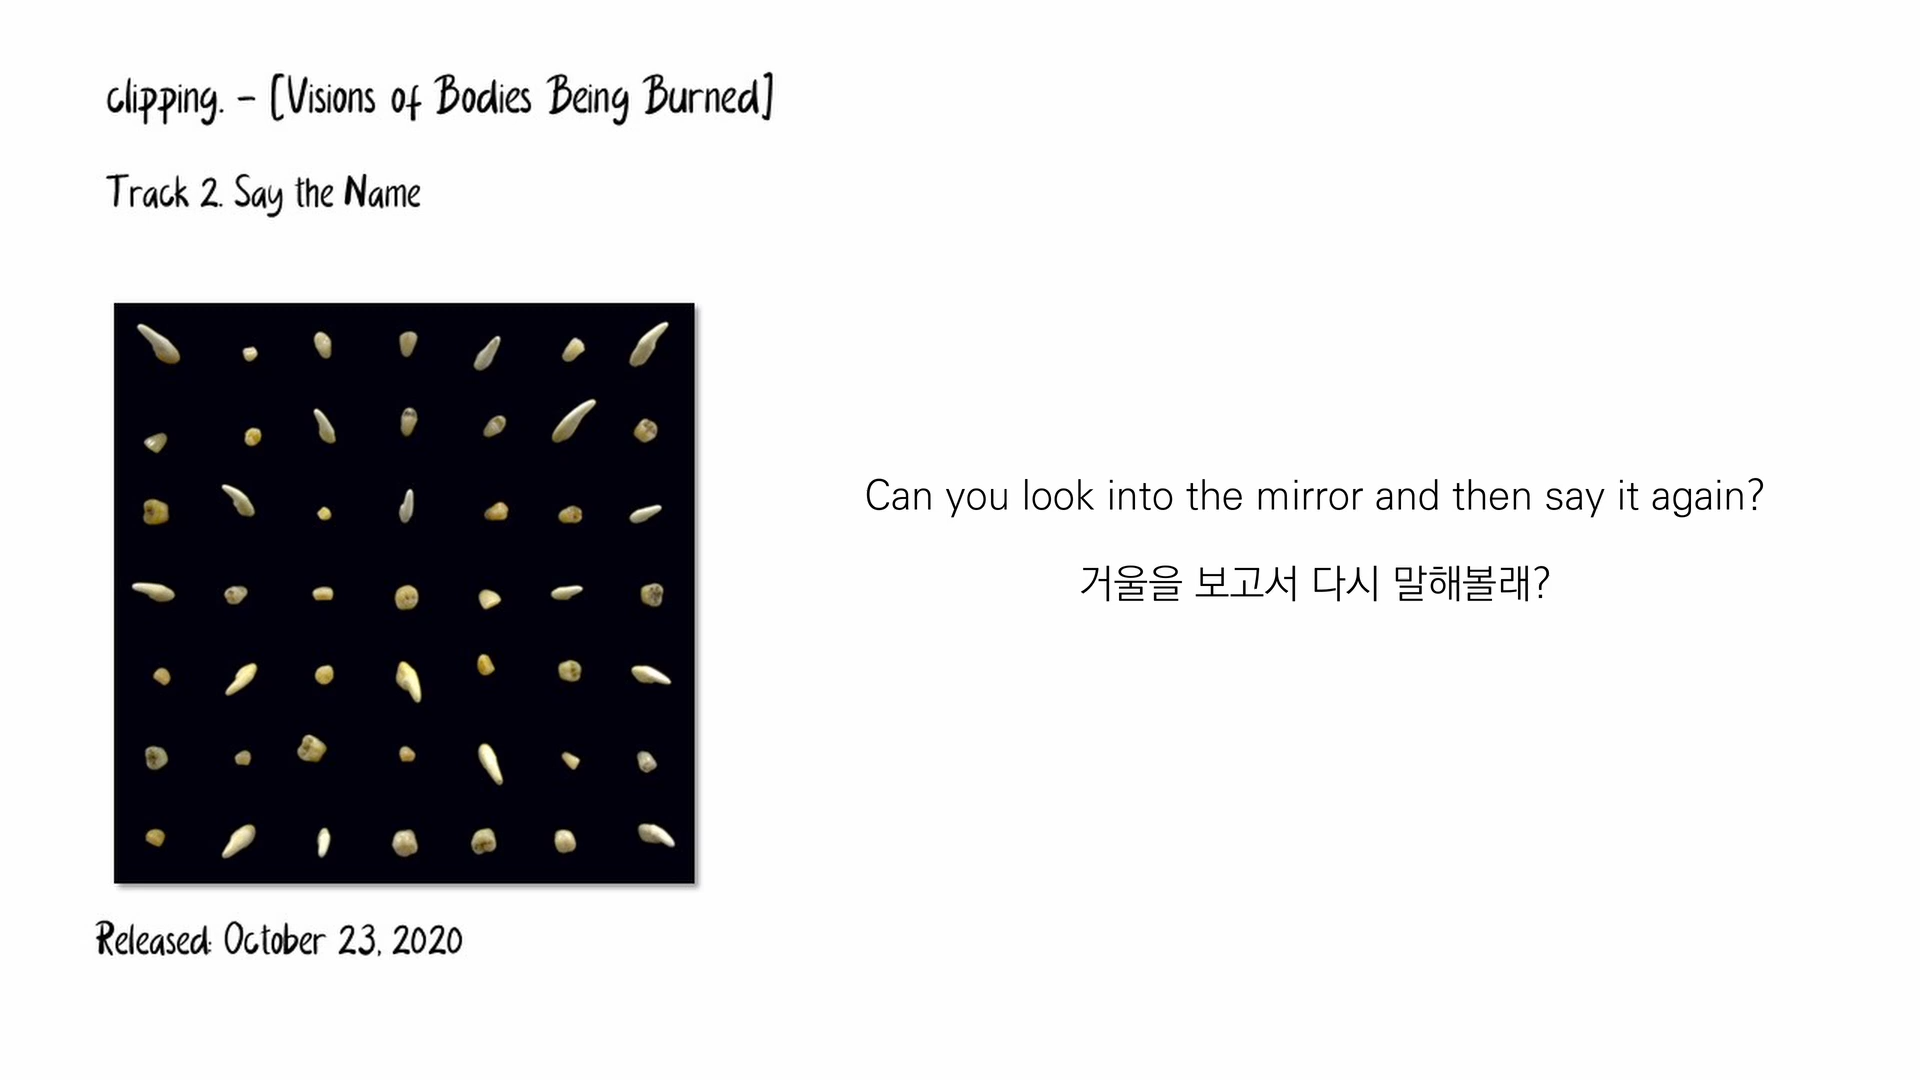 clipping. - [Visions of Bodies Being Burned]
Track 2. Say the Name
Can you look into the mirror and then say it again?
거울을 보고서 다시 말해볼래?
Released: October 23, 2020